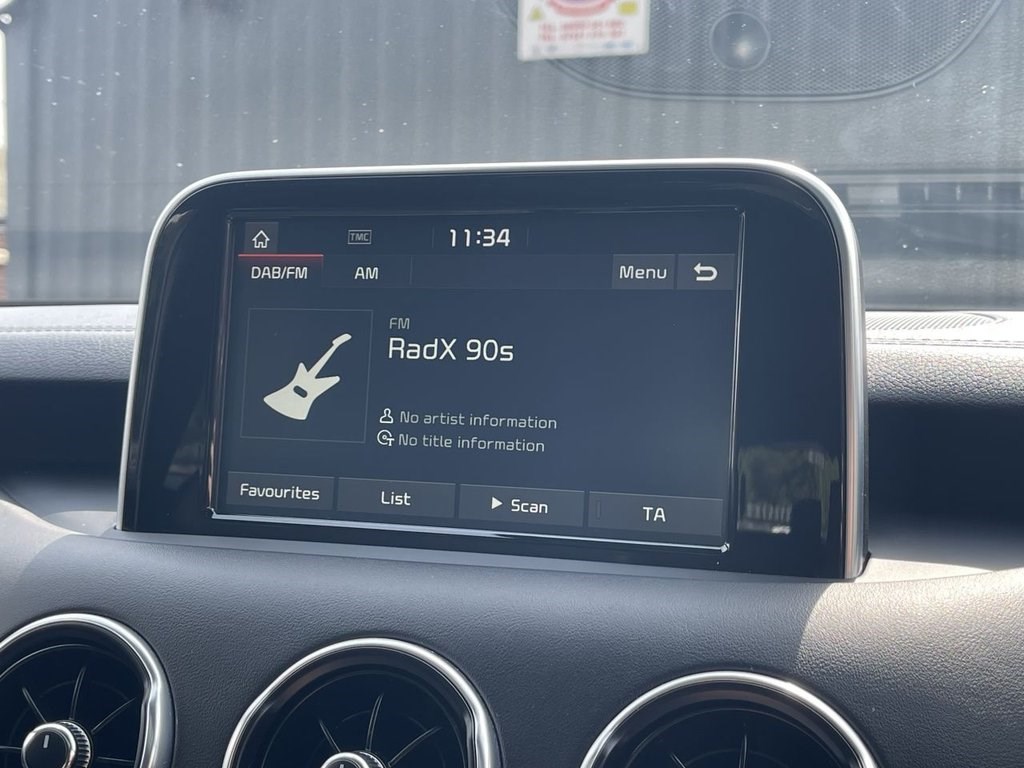 TMC
11:34
DAB/FM
AM
Menu
FM
RadX 90s
No artist information
No title information
Favourites
List
Scan
TA